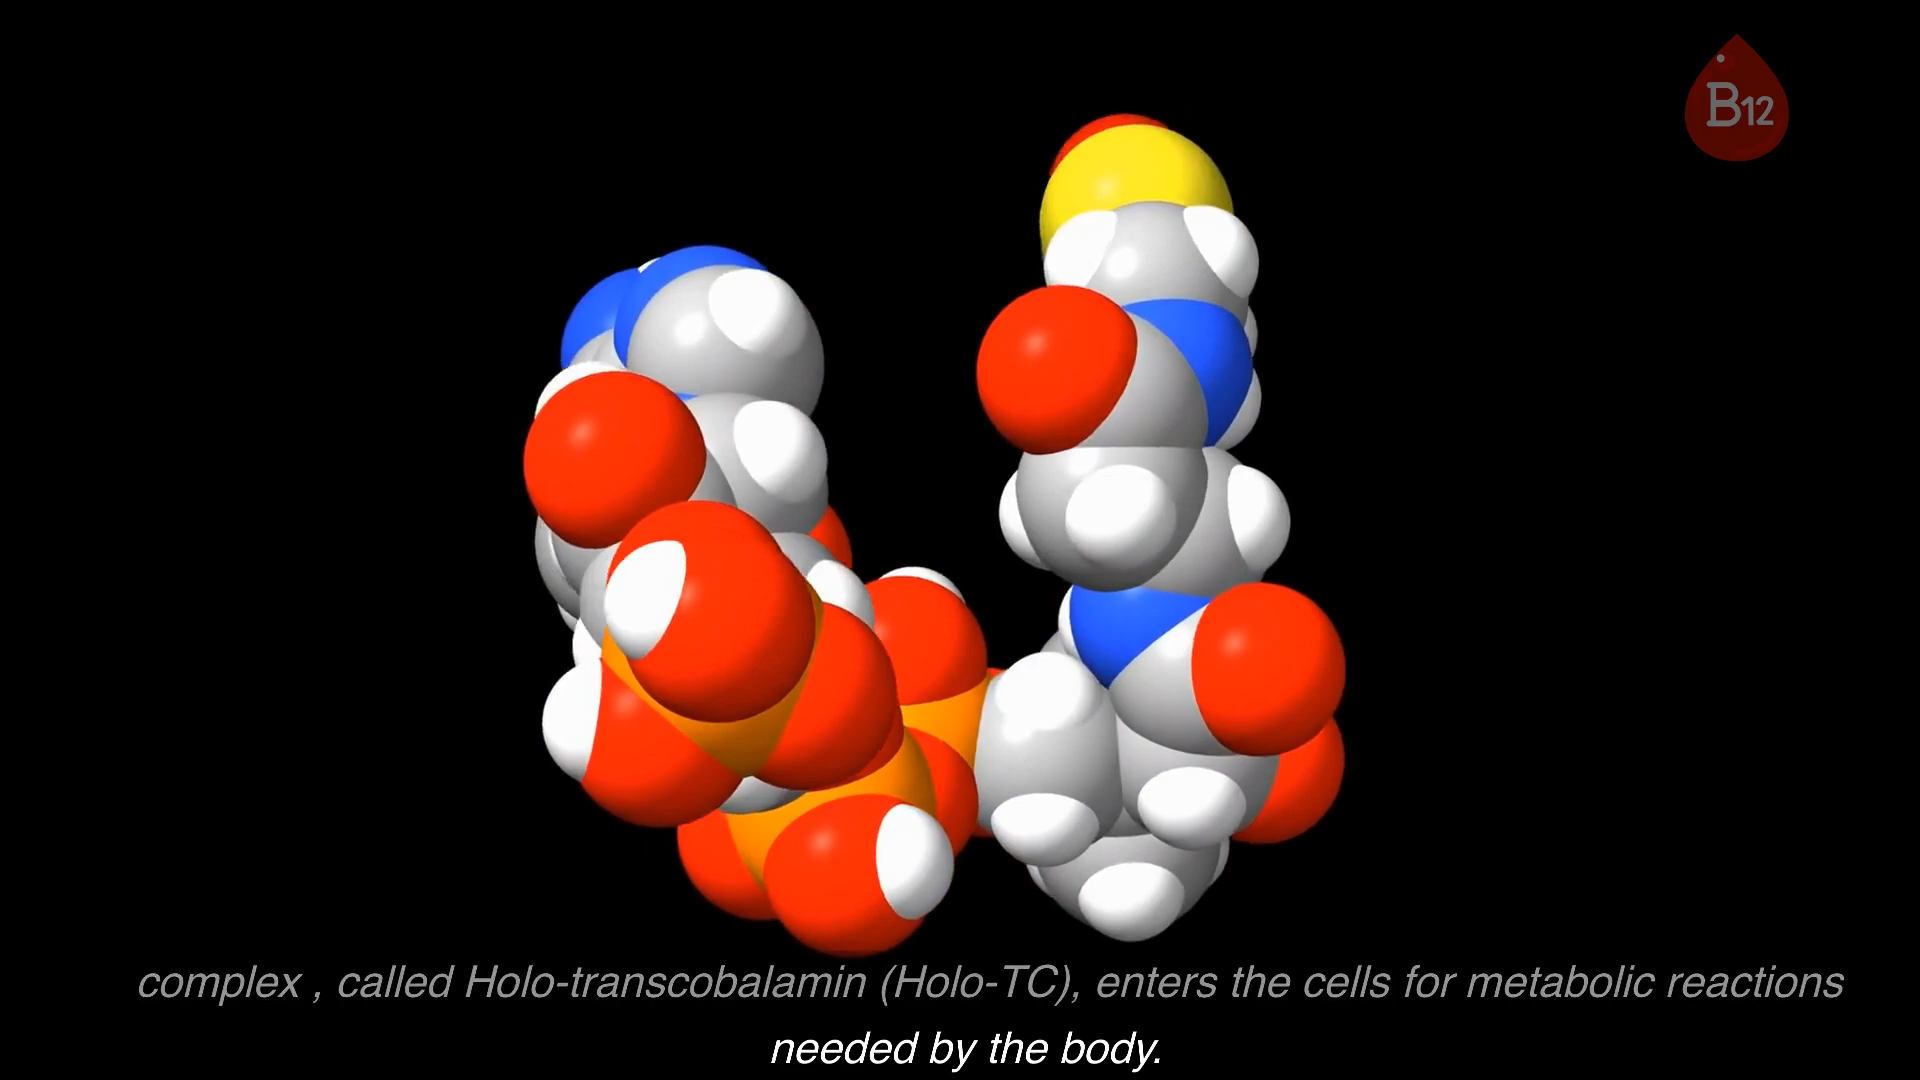 B12
complex , called Holo-transcobalamin (Holo-TC), enters the cells for metabolic reactions
needed by the body.